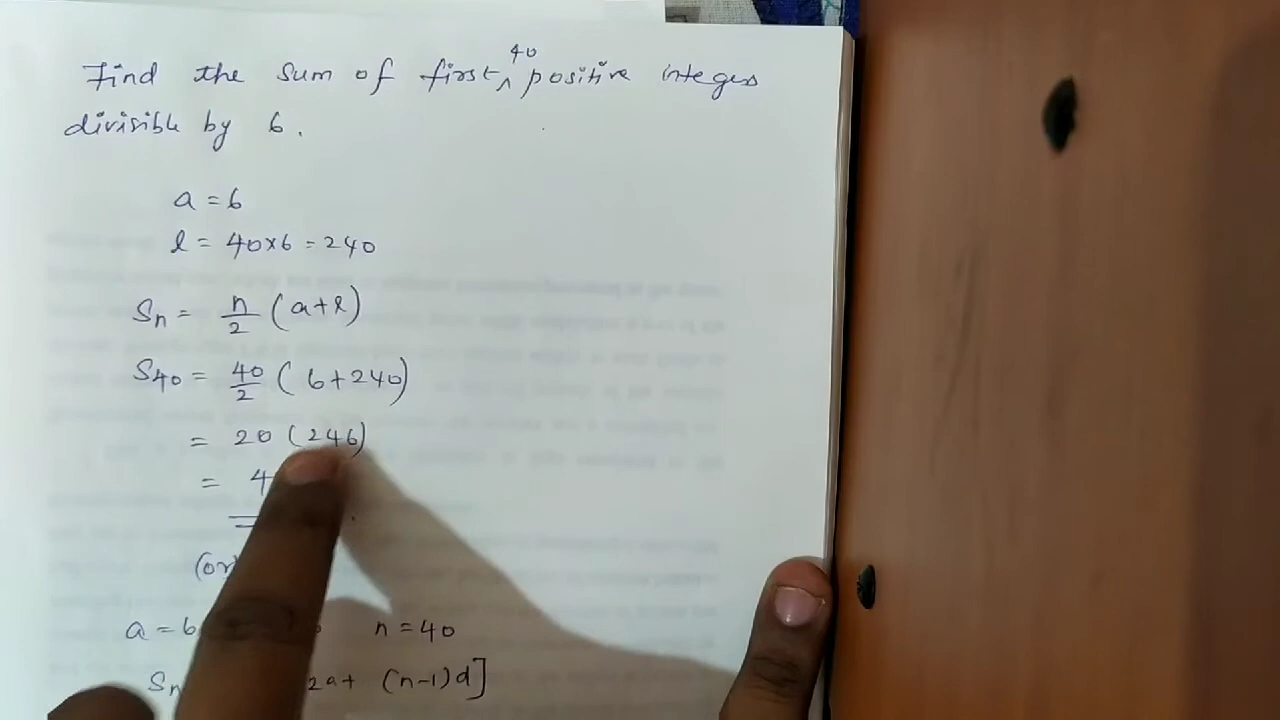 40
Find the sum of first ^ positive integers
divisible by 6.
a = 6
l = 40×6 = 240
Sn = n/2 (a+l)
S40 = 40/2 (6+240)
= 20 (246)
= 4
(or)
a = 6 n = 40
Sn 2a+ (n-1)d]